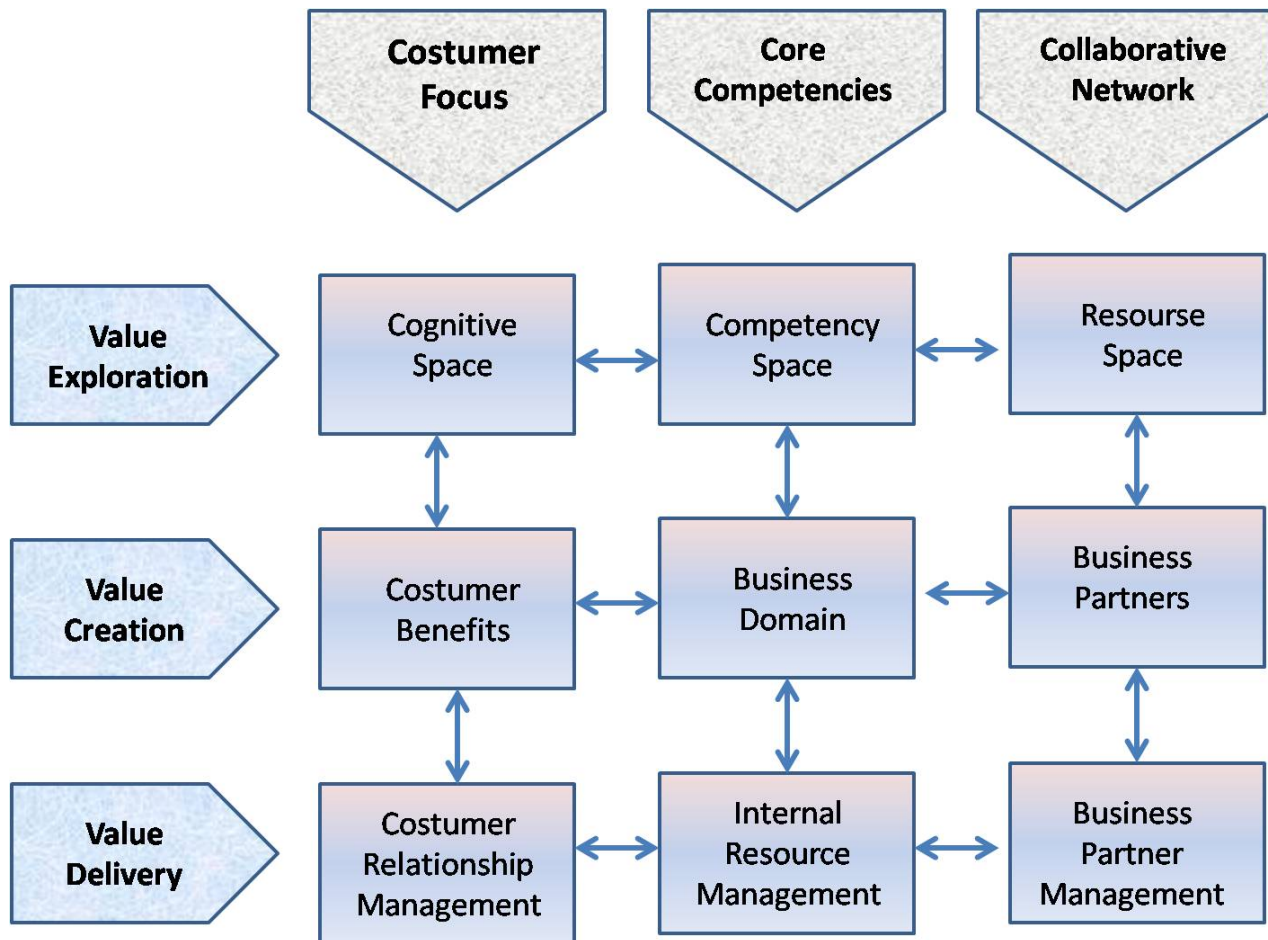 Costumer
Focus
Core
Competencies
Collaborative
Network
Value
Exploration
Cognitive
Space
Competency
Space
Resourse
Space
Value
Creation
Costumer
Benefits
Business
Domain
Business
Partners
Value
Delivery
Costumer
Relationship
Management
Internal
Resource
Management
Business
Partner
Management